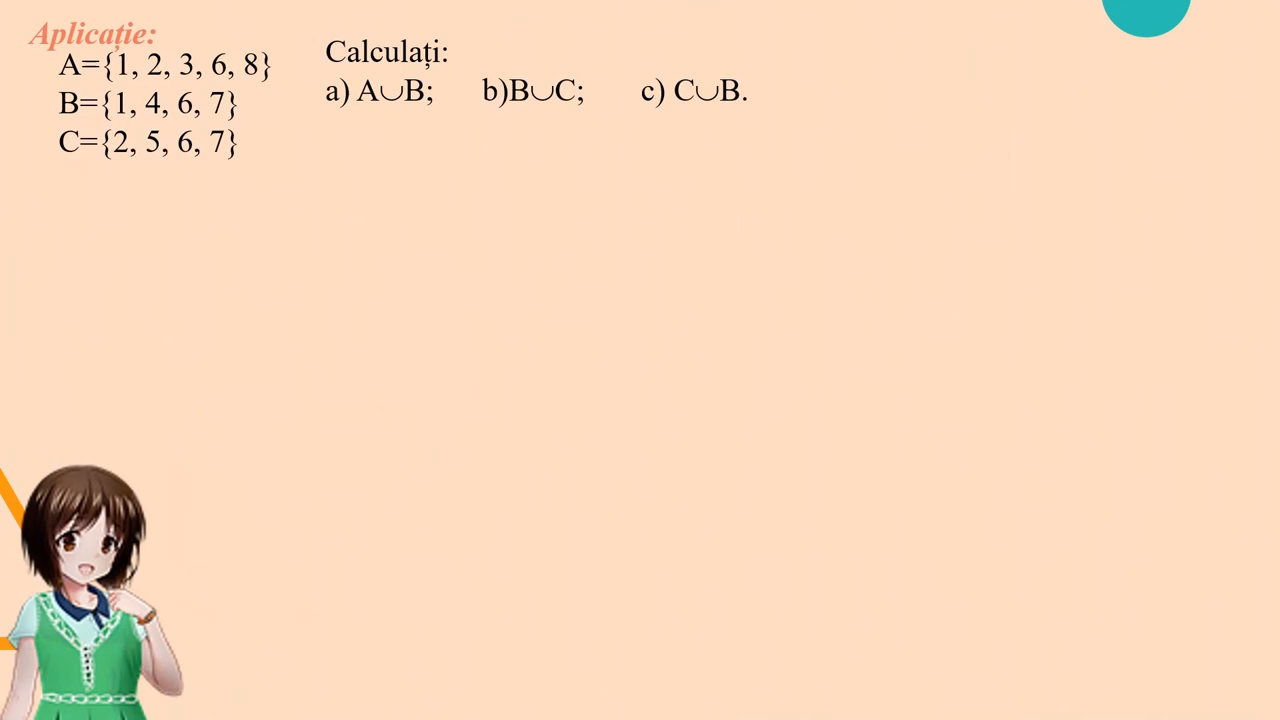 Aplicație:
A={1, 2, 3, 6, 8}
B={1, 4, 6, 7}
C={2, 5, 6, 7}
Calculați:
a) A∪B; b)B∪C; c) C∪B.